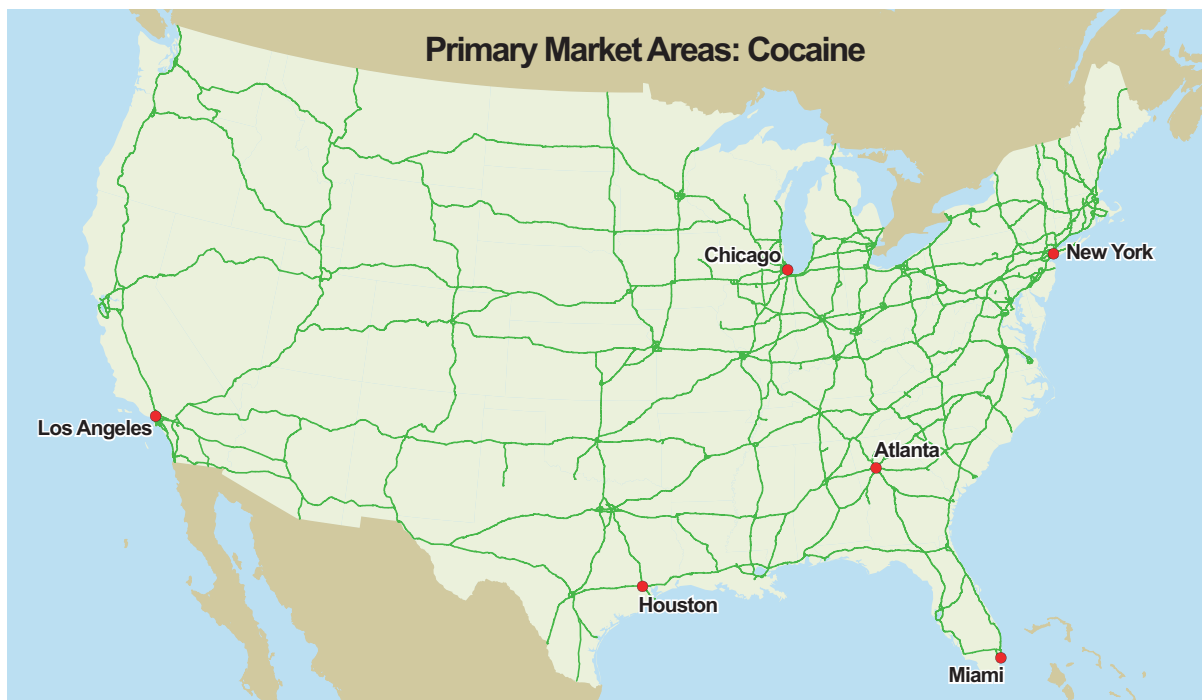 Primary Market Areas: Cocaine
Chicago
New York
Los Angeles
Atlanta
Houston
Miami